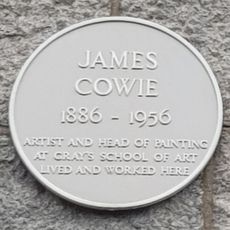 JAMES
COWIE
1886 - 1956
ARTIST AND HEAD OF PAINTING
AT GRAY'S SCHOOL OF ART
LIVED AND WORKED HERE